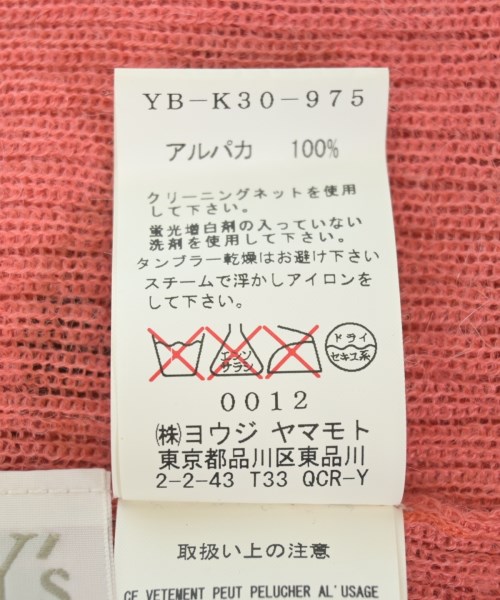 YB-K30-975
アルパカ 100%
クリーニングネットを使用
して下さい。
蛍光増白剤の入っていない
洗剤を使用して下さい。
タンブラー乾燥はお避け下さい
スチームで浮かしアイロンを
して下さい。
エンソ
サラシ
ドライ
セキユ系
0012
㈱ヨウジ ヤマモト
東京都品川区東品川
2-2-43 T33 QCR-Y
Y's
取扱い上の注意
CE VETEMENT PEUT PELUCHER AL'USAGE